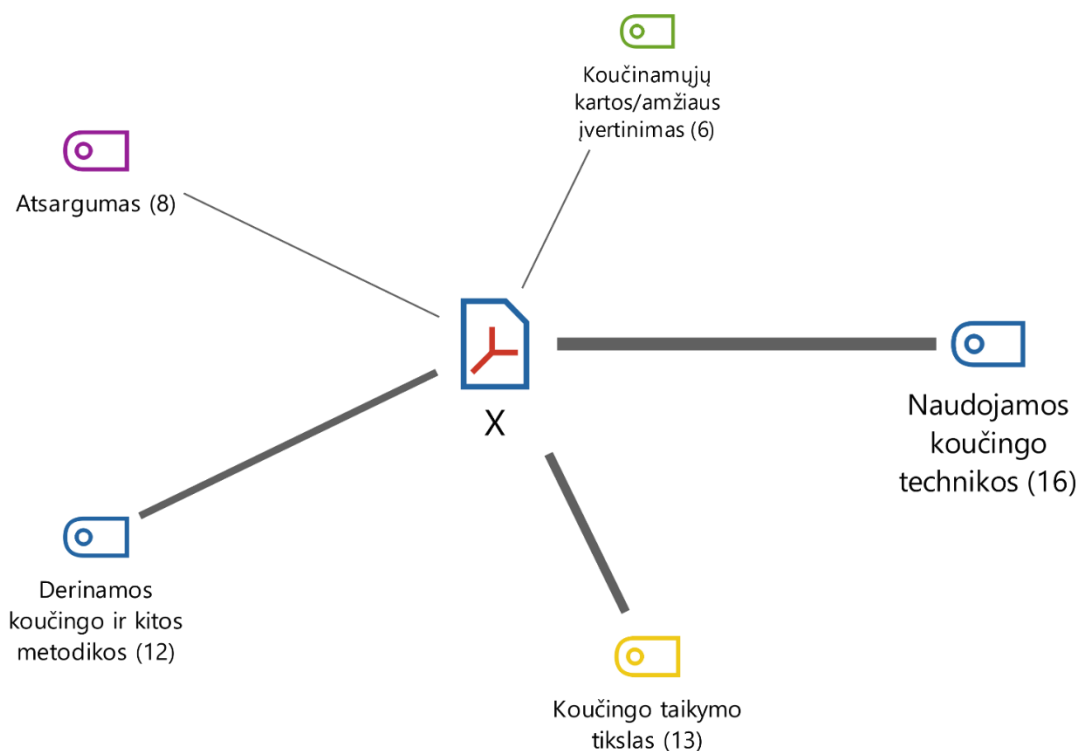 Koučinamųjų
kartos/amžiaus
įvertinimas (6)
Atsargumas (8)
X
Naudojamos
koučingo
technikos (16)
Derinamos
koučingo ir kitos
metodikos (12)
Koučingo taikymo
tikslas (13)